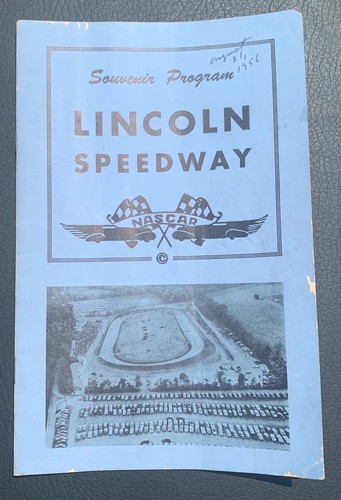 August
31,
1956
Souvenir Program
LINCOLN
SPEEDWAY
NASCAR
©